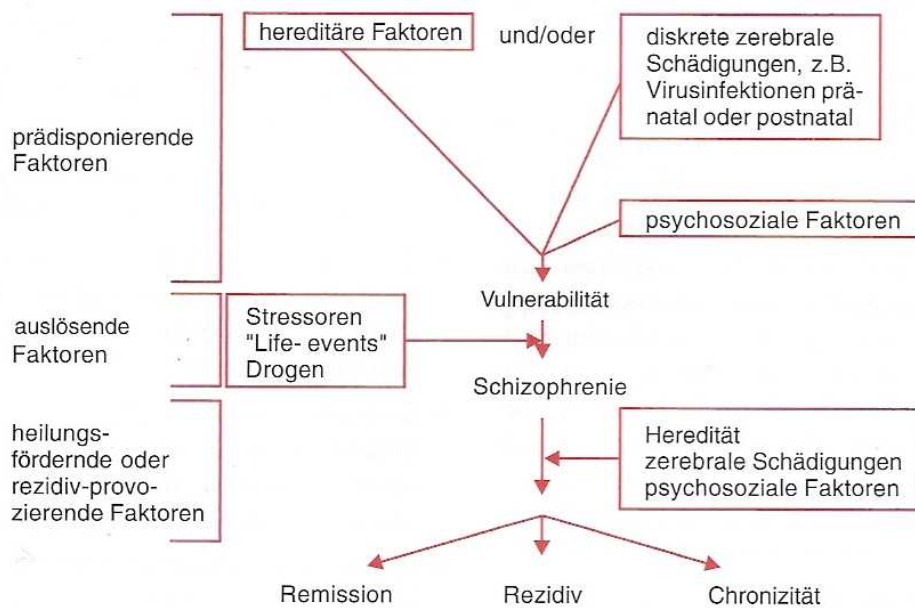 hereditäre Faktoren und/oder diskrete zerebrale
Schädigungen, z.B.
Virusinfektionen prä-
natal oder postnatal
prädisponierende
Faktoren
psychosoziale Faktoren
Vulnerabilität
auslösende
Faktoren
Stressoren
"Life- events"
Drogen
Schizophrenie
heilungs-
fördernde oder
rezidiv-provo-
zierende Faktoren
Heredität
zerebrale Schädigungen
psychosoziale Faktoren
Remission Rezidiv Chronizität